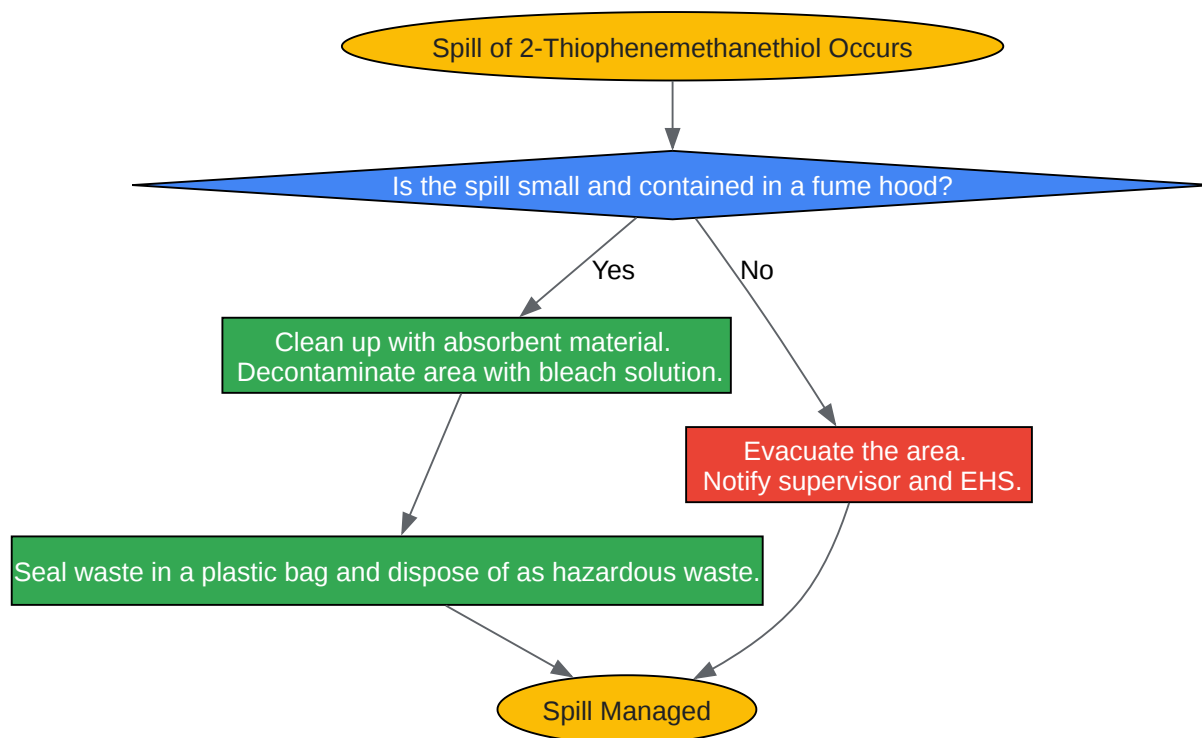 Spill of 2-Thiophenemethanethiol Occurs
Is the spill small and contained in a fume hood?
Yes
No
Clean up with absorbent material.
Decontaminate area with bleach solution.
Evacuate the area.
Notify supervisor and EHS.
Seal waste in a plastic bag and dispose of as hazardous waste.
Spill Managed